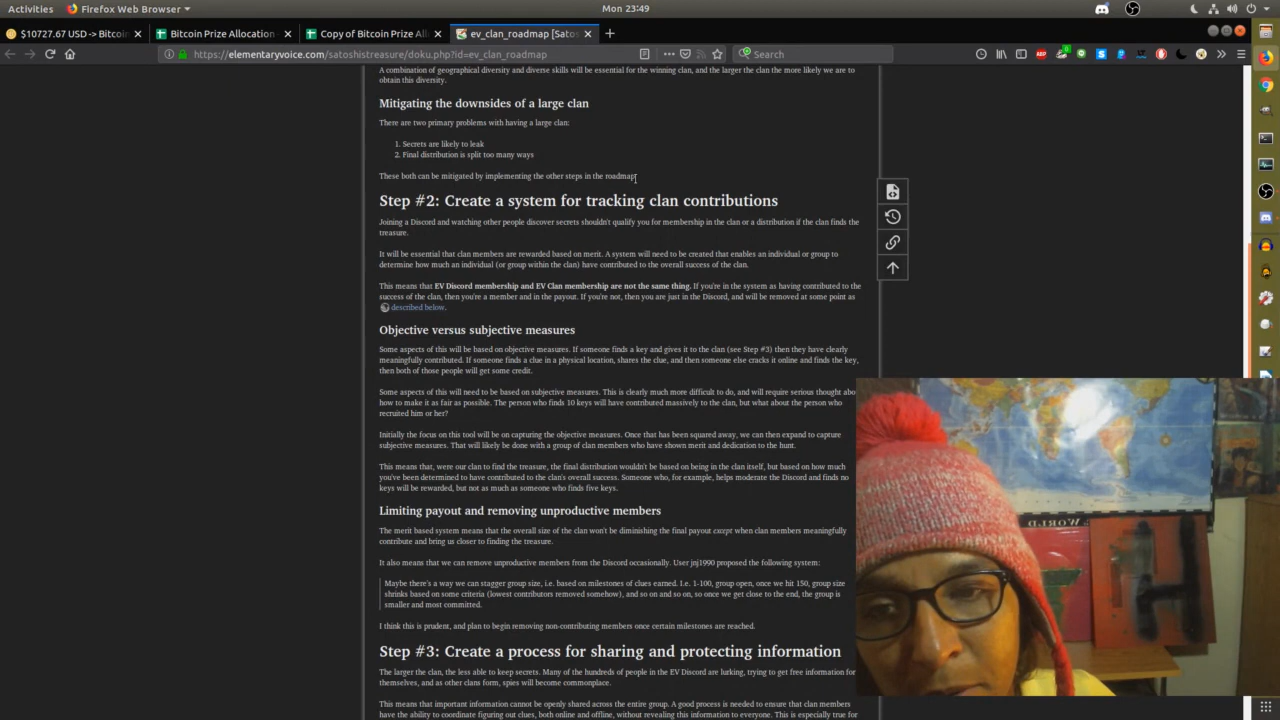 Activities
Firefox Web Browser
Mon 23:49
$10727.67 USD -> Bitcoin
Bitcoin Prize Allocation
Copy of Bitcoin Prize All
ev_clan_roadmap [Satos
https://elementaryvoice.com/satoshistreasure/doku.php?id=ev_clan_roadmap
Search
A combination of geographical diversity and diverse skills will be essential for the winning clan, and the larger the clan the more likely we are to
obtain this diversity.
Mitigating the downsides of a large clan
There are two primary problems with having a large clan:
1. Secrets are likely to leak
2. Final distribution is split too many ways
These both can be mitigated by implementing the other steps in the roadmap
Step #2: Create a system for tracking clan contributions
Joining a Discord and watching other people discover secrets shouldn't qualify you for membership in the clan or a distribution if the clan finds the
treasure.
It will be essential that clan members are rewarded based on merit. A system will need to be created that enables an individual or group to
determine how much an individual (or group within the clan) have contributed to the overall success of the clan.
This means that EV Discord membership and EV Clan membership are not the same thing. If you're in the system as having contributed to the
success of the clan, then you're a member and in the payout. If you're not, then you are just in the Discord, and will be removed at some point as
described below.
Objective versus subjective measures
Some aspects of this will be based on objective measures. If someone finds a key and gives it to the clan (see Step #3) then they have clearly
meaningfully contributed. If someone finds a clue in a physical location, shares the clue, and then someone else cracks it online and finds the key,
then both of those people will get some credit.
Some aspects of this will need to be based on subjective measures. This is clearly much more difficult to do, and will require serious thought abo
how to make it as fair as possible. The person who finds 10 keys will have contributed massively to the clan, but what about the person who
recruited him or her?
Initially the focus on this tool will be on capturing the objective measures. Once that has been squared away, we can then expand to capture
subjective measures. That will likely be done with a group of clan members who have shown merit and dedication to the hunt.
This means that, were our clan to find the treasure, the final distribution wouldn't be based on being in the clan itself, but based on how much
you've been determined to have contributed to the clan's overall success. Someone who, for example, helps moderate the Discord and finds no
keys will be rewarded, but not as much as someone who finds five keys.
Limiting payout and removing unproductive members
The merit based system means that the overall size of the clan won't be diminishing the final payout except when clan members meaningfully
contribute and bring us closer to finding the treasure.
It also means that we can remove unproductive members from the Discord occasionally. User jnj1990 proposed the following system:
Maybe there's a way we can stagger group size, i.e. based on milestones of clues earned. I.e. 1-100, group open, once we hit 150, group size
shrinks based on some criteria (lowest contributors removed somehow), and so on and so on, so once we get close to the end, the group is
smaller and most committed.
I think this is prudent, and plan to begin removing non-contributing members once certain milestones are reached.
Step #3: Create a process for sharing and protecting information
The larger the clan, the less able to keep secrets. Many of the hundreds of people in the EV Discord are lurking, trying to get free information for
themselves, and as other clans form, spies will become commonplace.
This means that important information cannot be openly shared across the entire group. A good process is needed to ensure that clan members
have the ability to coordinate figuring out clues, both online and offline, without revealing this information to everyone. This is especially true for
WORLD